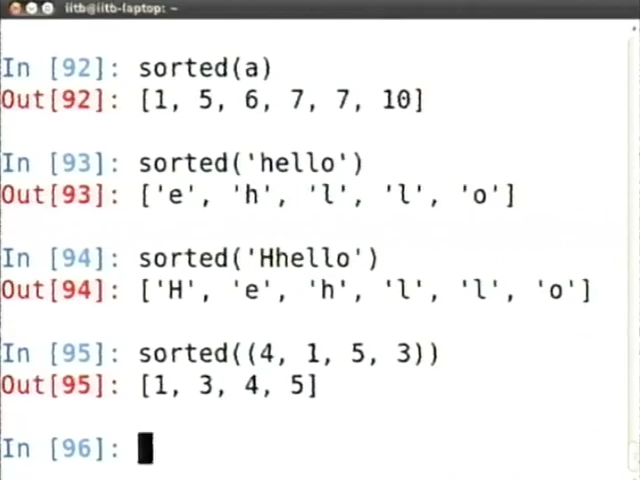 iitb@iitb-laptop: ~
In [92]: sorted(a)
Out[92]: [1, 5, 6, 7, 7, 10]
In [93]: sorted('hello')
Out[93]: ['e', 'h', 'l', 'l', 'o']
In [94]: sorted('Hhello')
Out[94]: ['H', 'e', 'h', 'l', 'l', 'o']
In [95]: sorted((4, 1, 5, 3))
Out[95]: [1, 3, 4, 5]
In [96]: